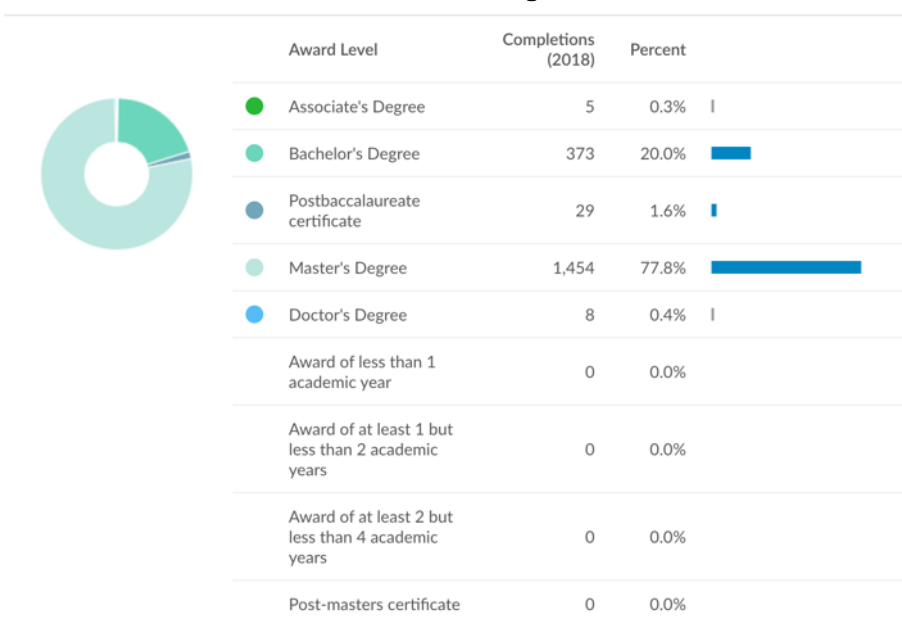 Award Level
Completions
(2018)
Percent
Associate's Degree 5 0.3%
Bachelor's Degree 373 20.0%
Postbaccalaureate
certificate
29 1.6%
Master's Degree 1,454 77.8%
Doctor's Degree 8 0.4%
Award of less than 1
academic year
0 0.0%
Award of at least 1 but
less than 2 academic
years
0 0.0%
Award of at least 2 but
less than 4 academic
years
0 0.0%
Post-masters certificate 0 0.0%